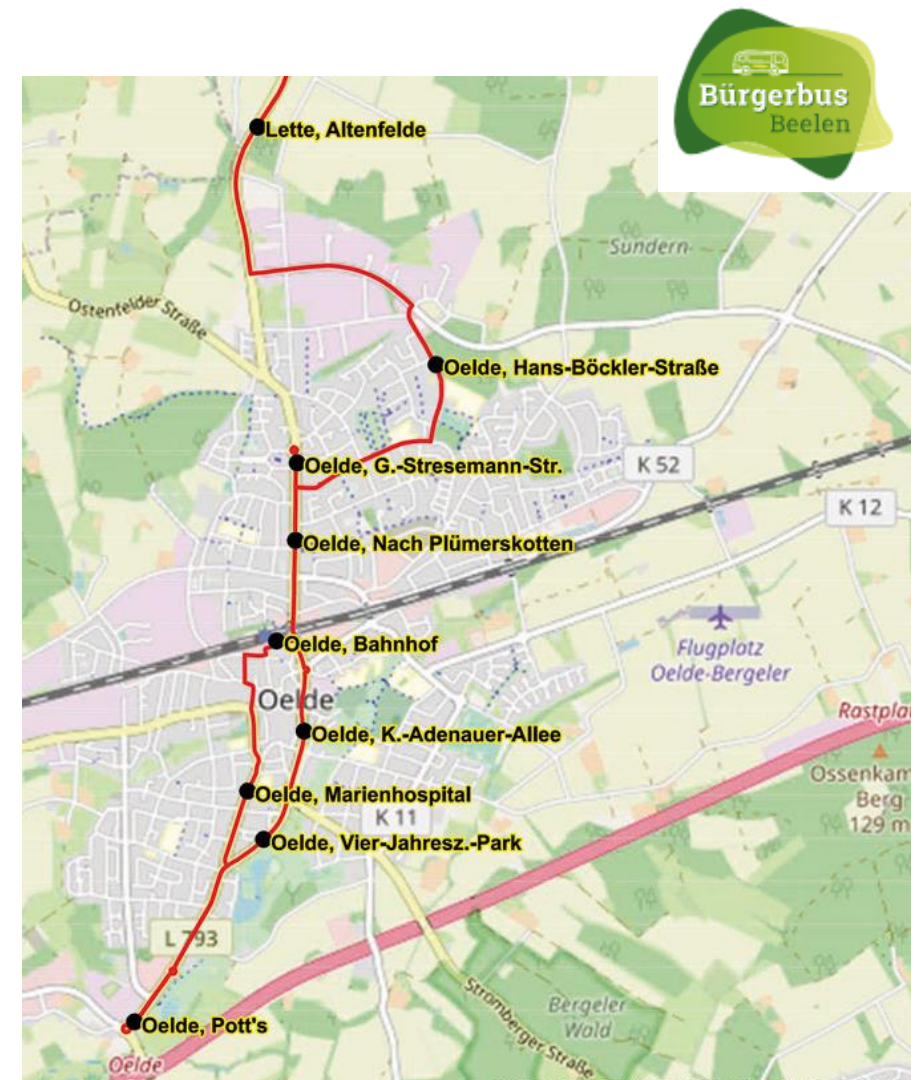 Bürgerbus
Beelen
Lette, Altenfelde
Sundern
Ostenfelder Straße
Oelde, Hans-Böckler-Straße
Oelde, G.-Stresemann-Str.
K 52
K 12
Oelde, Nach Plümerskotten
Oelde, Bahnhof
Flugplatz
Oelde-Bergeler
Oelde
Rastplat
Oelde, K.-Adenauer-Allee
Ossenkam
Berg
129 m
Oelde, Marienhospital
K 11
Oelde, Vier-Jahresz.-Park
L 793
Stromberger Straße
Bergeler
Wald
Oelde, Pott's
Oelde